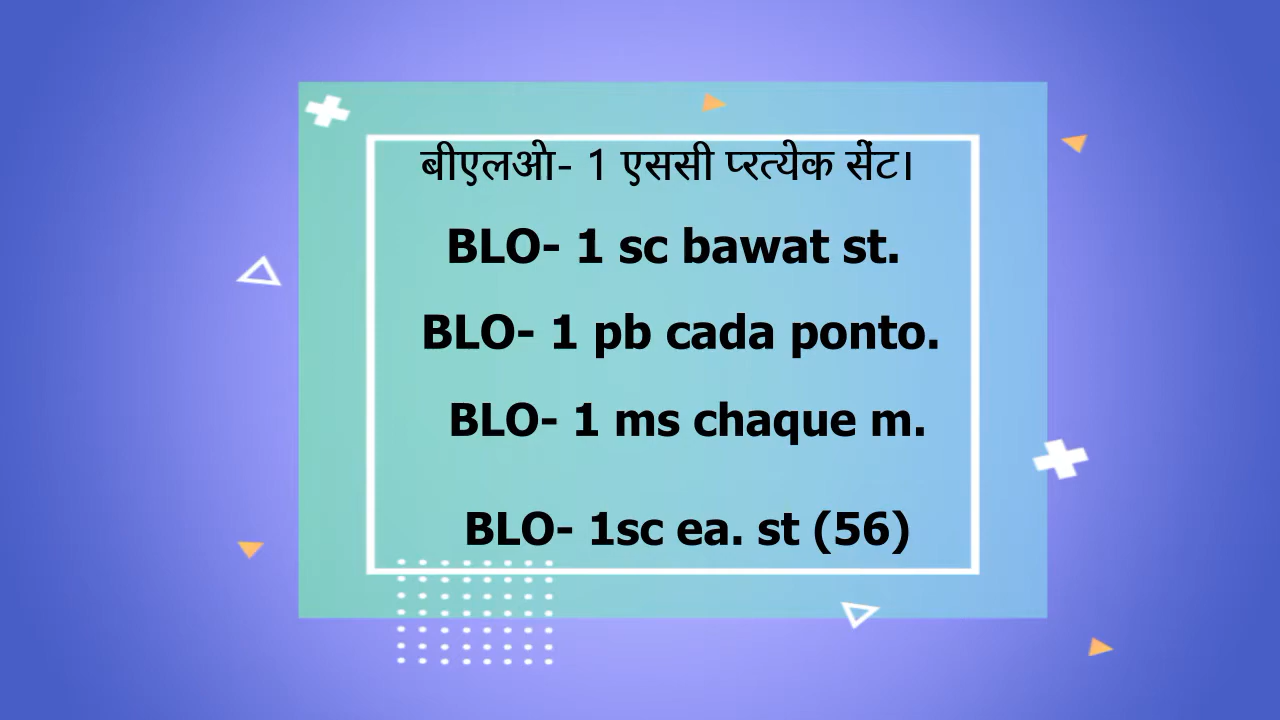 बीएलओ- 1 एससी प्रत्येक सेंट।
BLO- 1 sc bawat st.
BLO- 1 pb cada ponto.
BLO- 1 ms chaque m.
BLO- 1sc ea. st (56)